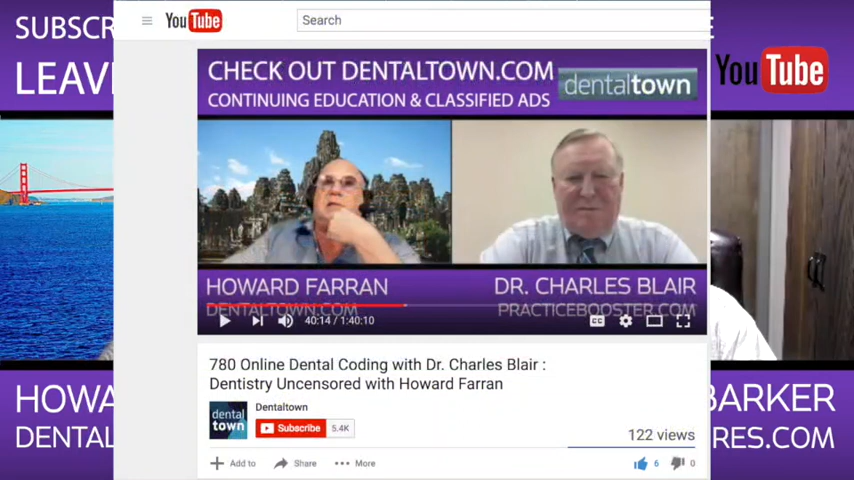 SUBSCR
LEAVE
YouTube
Search
YouTube
CHECK OUT DENTALTOWN.COM
CONTINUING EDUCATION & CLASSIFIED ADS
dentaltown
HOWARD FARRAN
DENTALTOWN.COM
DR. CHARLES BLAIR
PRACTICEBOOSTER.COM
40:14 / 1:40:10
CC
780 Online Dental Coding with Dr. Charles Blair :
Dentistry Uncensored with Howard Farran
dental
town
Dentaltown
Subscribe
5.4K
122 views
Add to
Share
More
6
0
HOWA
DENTAL
BARKER
RES.COM